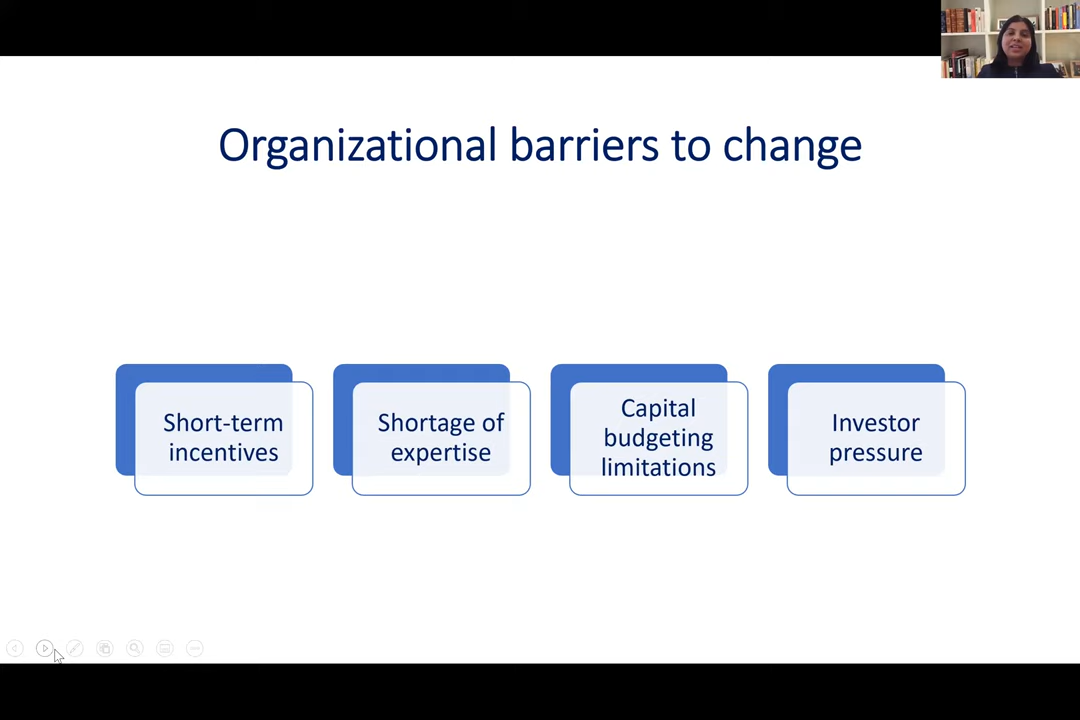 Organizational barriers to change
Short-term
incentives
Shortage of
expertise
Capital
budgeting
limitations
Investor
pressure